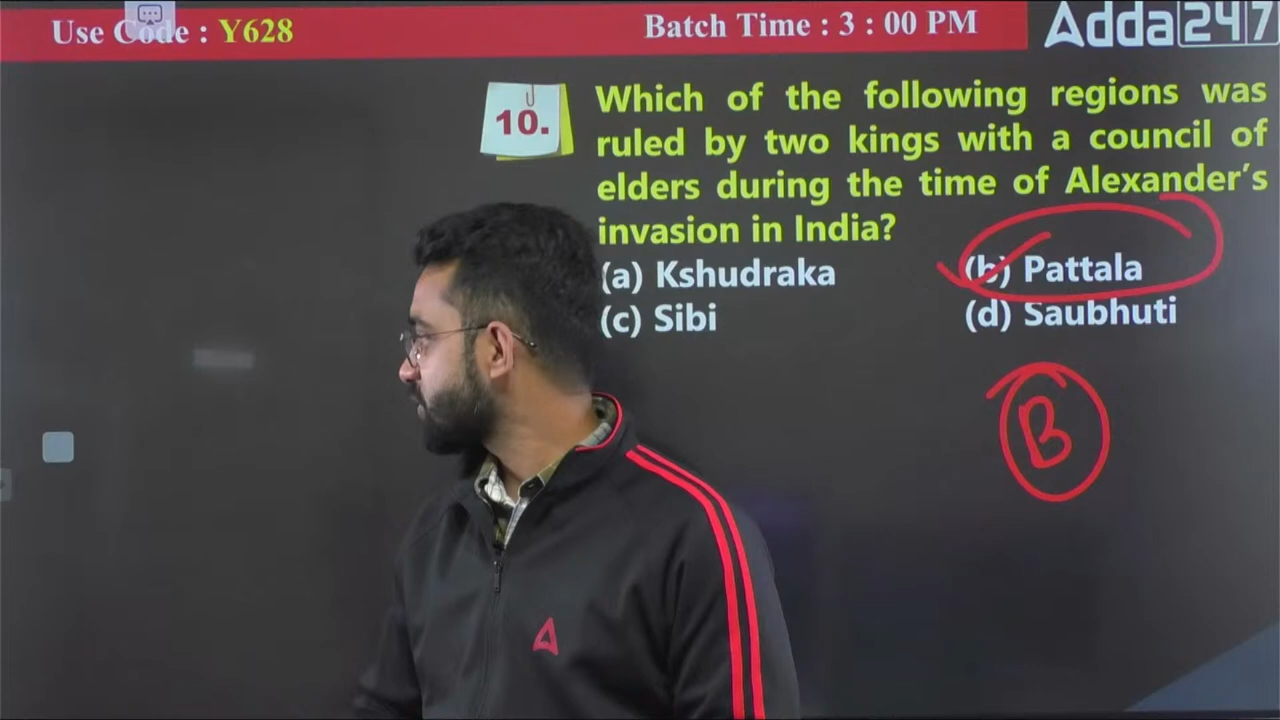 Use Code : Y628
Batch Time : 3 : 00 PM
Adda247
10.
Which of the following regions was
ruled by two kings with a council of
elders during the time of Alexander's
invasion in India?
(a) Kshudraka
(b) Pattala
(c) Sibi
(d) Saubhuti
B